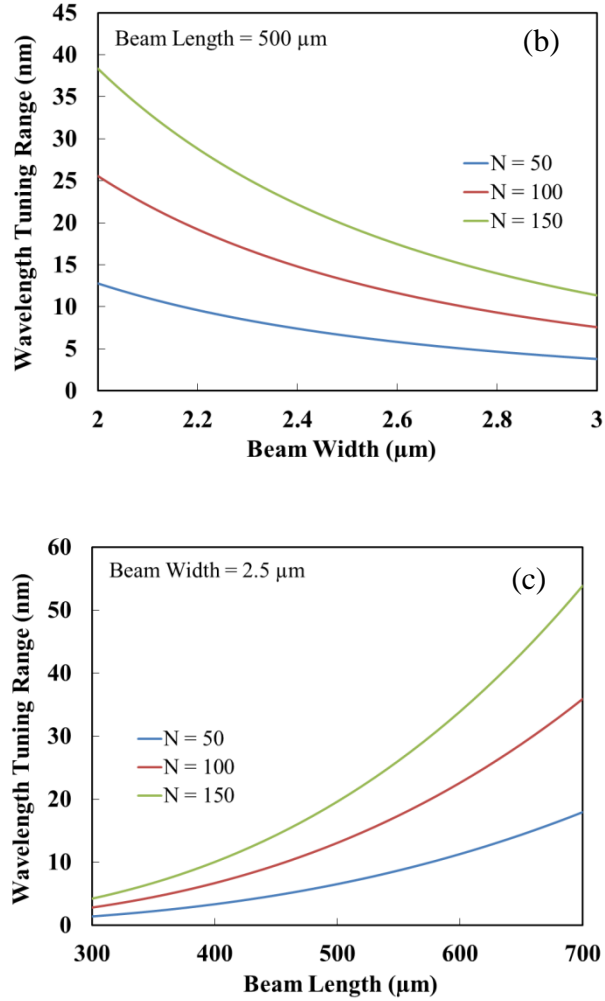 45
40
35
30
25
20
15
10
5
0
Wavelength Tuning Range (nm)
Beam Length = 500 µm
(b)
N = 50
N = 100
N = 150
2 2.2 2.4 2.6 2.8 3
Beam Width (µm)
60
50
40
30
20
10
0
Wavelength Tuning Range (nm)
Beam Width = 2.5 µm
(c)
N = 50
N = 100
N = 150
300 400 500 600 700
Beam Length (µm)